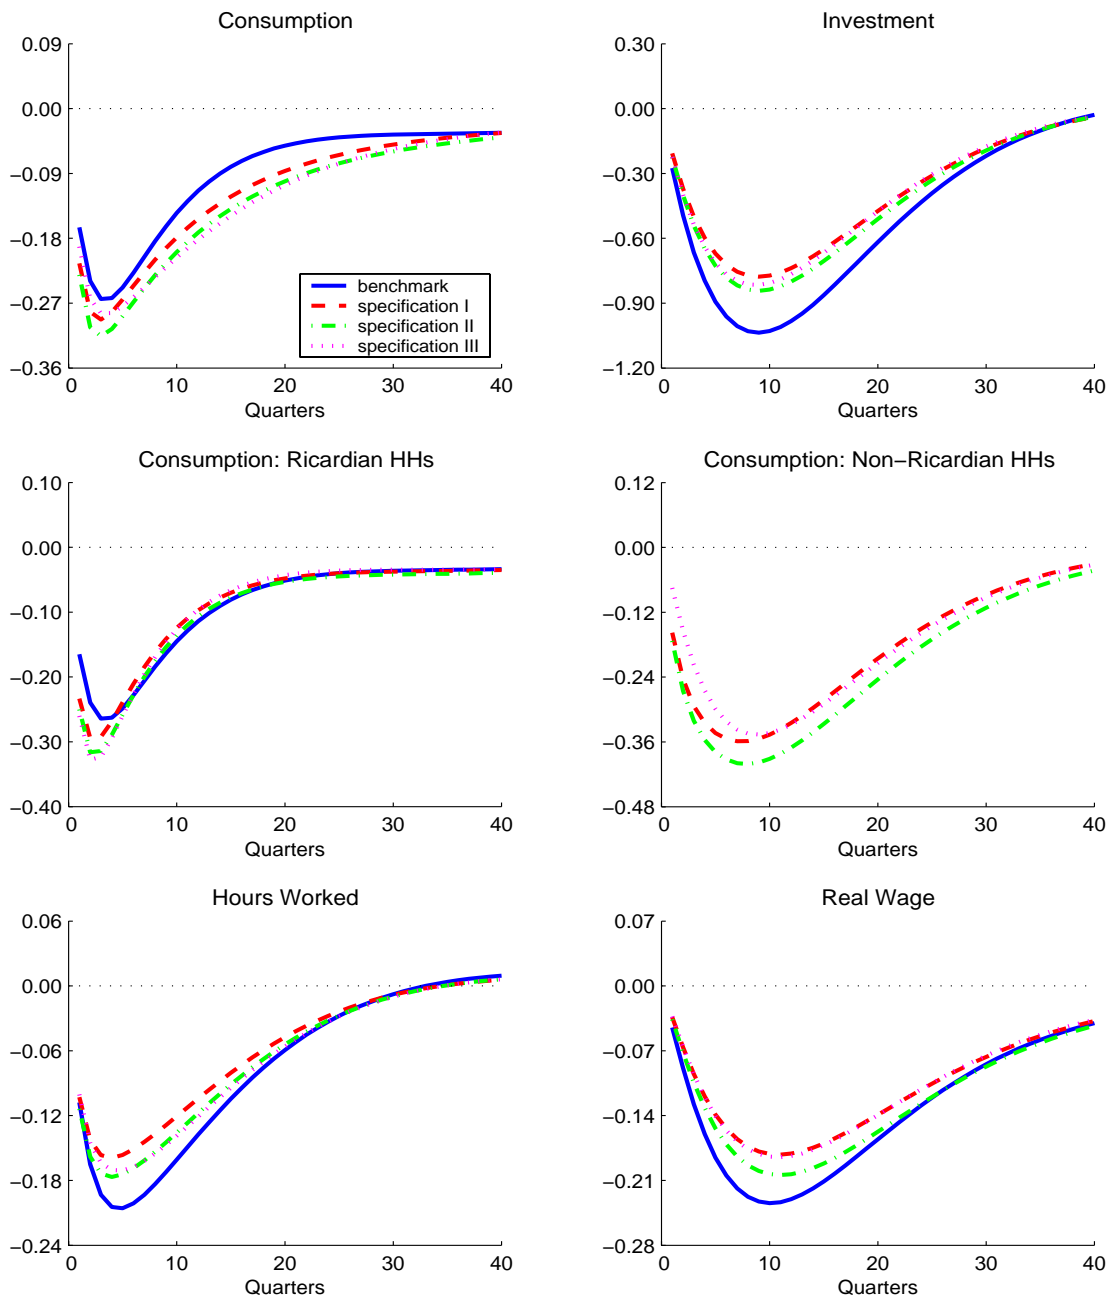 Consumption
0.09
0.00
−0.09
−0.18
−0.27
−0.36
0 10 20 30 40
Quarters
benchmark
specification I
specification II
specification III
Investment
0.30
0.00
−0.30
−0.60
−0.90
−1.20
0 10 20 30 40
Quarters
Consumption: Ricardian HHs
0.10
0.00
−0.10
−0.20
−0.30
−0.40
0 10 20 30 40
Quarters
Consumption: Non−Ricardian HHs
0.12
0.00
−0.12
−0.24
−0.36
−0.48
0 10 20 30 40
Quarters
Hours Worked
0.06
0.00
−0.06
−0.12
−0.18
−0.24
0 10 20 30 40
Quarters
Real Wage
0.07
0.00
−0.07
−0.14
−0.21
−0.28
0 10 20 30 40
Quarters